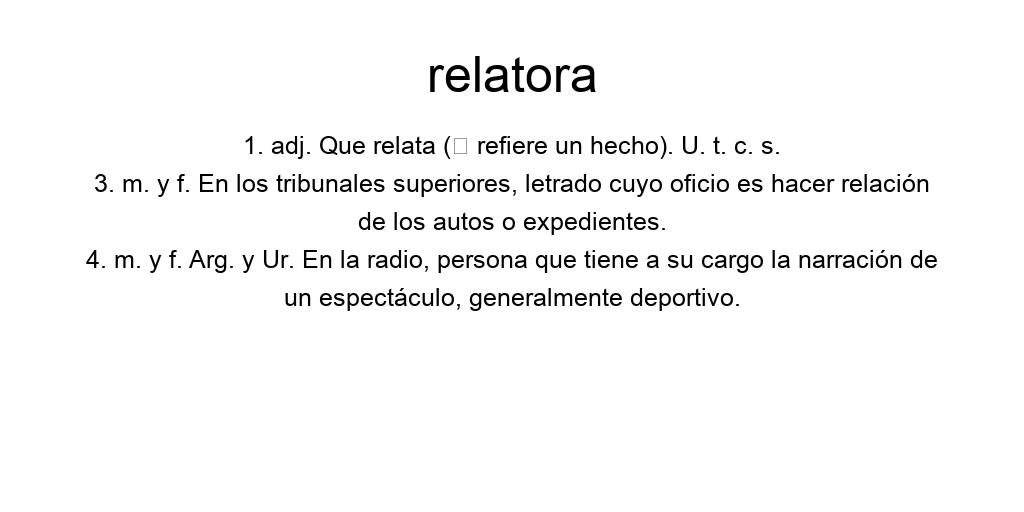 relatora
1. adj. Que relata (□ refiere un hecho). U. t. c. s.
3. m. y f. En los tribunales superiores, letrado cuyo oficio es hacer relación
de los autos o expedientes.
4. m. y f. Arg. y Ur. En la radio, persona que tiene a su cargo la narración de
un espectáculo, generalmente deportivo.